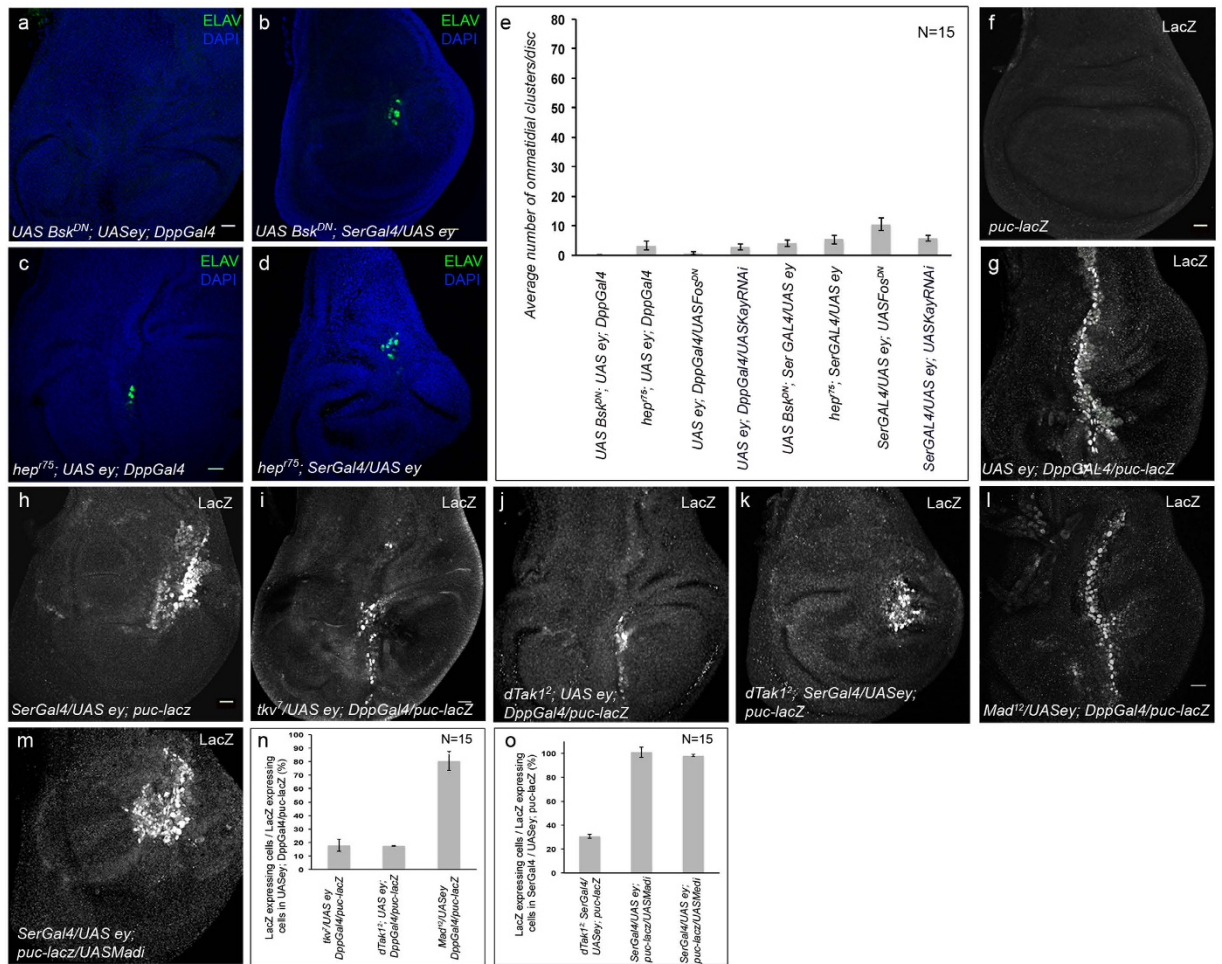 a
ELAV
DAPI
UAS Bsk^DN; UASey; DppGal4
b
ELAV
DAPI
UAS Bsk^DN; SerGal4/UAS ey
c
ELAV
DAPI
hep^r75; UAS ey; DppGal4
d
ELAV
DAPI
hep^r75; SerGal4/UAS ey
e
N=15
Average number of ommatidial clusters/disc
80
70
60
50
40
30
20
10
0
UAS Bsk^DN; UAS ey; DppGal4
hep^r75; UAS ey; DppGal4
UAS ey; DppGal4/UASFos^DN
UAS ey; DppGal4/UASKayRNAi
UAS Bsk^DN; Ser GAL4/UAS ey
hep^r75; SerGAL4/UAS ey
SerGAL4/UAS ey; UASFos^DN
SerGAL4/UAS ey; UASKayRNAi
f
LacZ
puc-lacZ
g
LacZ
UAS ey; DppGAL4/puc-lacZ
h
LacZ
SerGal4/UAS ey; puc-lacz
i
LacZ
tkv^7/UAS ey; DppGal4/puc-lacZ
j
LacZ
dTak1^2; UAS ey;
DppGal4/puc-lacZ
k
LacZ
dTak1^2; SerGal4/UASey;
puc-lacZ
l
LacZ
Mad^12/UASey; DppGal4/puc-lacZ
m
LacZ
SerGal4/UAS ey;
puc-lacz/UASMadi
n
N=15
LacZ expressing cells / LacZ expressing
cells in UASey; DppGal4/puc-lacZ (%)
90
80
70
60
50
40
30
20
10
tkv^7/UAS ey
DppGal4/puc-lacZ
dTak1^2; UAS ey;
DppGal4/puc-lacZ
Mad^12/UASey
DppGal4/puc-lacZ
o
N=15
LacZ expressing cells / LacZ expressing
cells in SerGal4 / UASey; puc-lacZ (%)
100
80
60
40
20
0
dTak1^2; SerGal4/
UASey; puc-lacZ
SerGal4/UAS ey;
puc-lacz/UASMadi
SerGal4/UAS ey;
puc-lacz/UASMedi